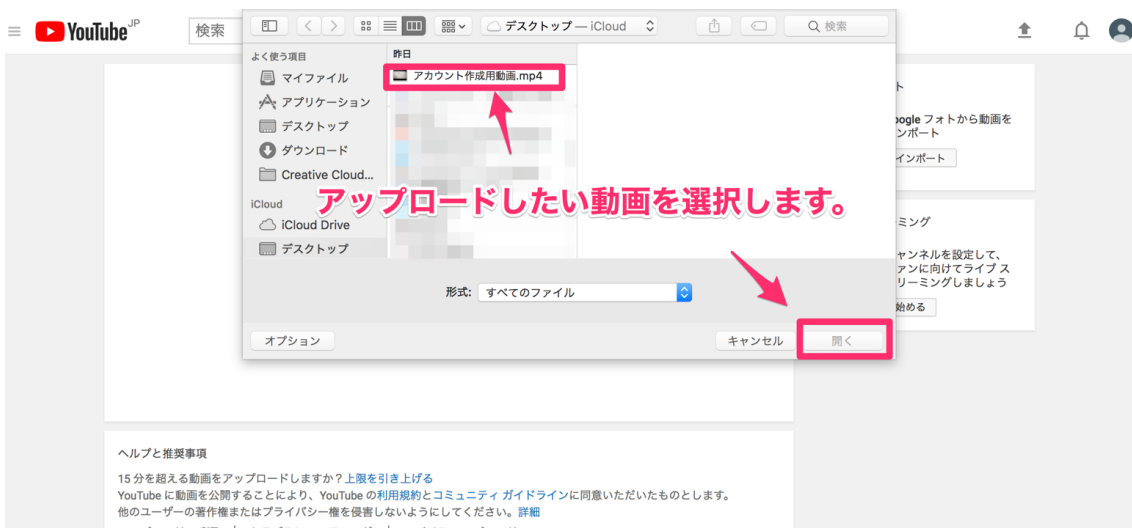 YouTube JP
検索
デスクトップ — iCloud
検索
よく使う項目
マイファイル
アプリケーション
デスクトップ
ダウンロード
Creative Cloud...
iCloud
iCloud Drive
デスクトップ
昨日
アカウント作成用動画.mp4
アップロードしたい動画を選択します。
形式: すべてのファイル
オプション
キャンセル
開く
ト
oogle フォトから動画を
ンポート
インポート
ミング
ャンネルを設定して、
ァンに向けてライブ ス
リーミングしましょう
始める
ヘルプと推奨事項
15 分を超える動画をアップロードしますか？上限を引き上げる
YouTube に動画を公開することにより、YouTube の利用規約とコミュニティ ガイドラインに同意いただいたものとします。
他のユーザーの著作権またはプライバシー権を侵害しないようにしてください。詳細